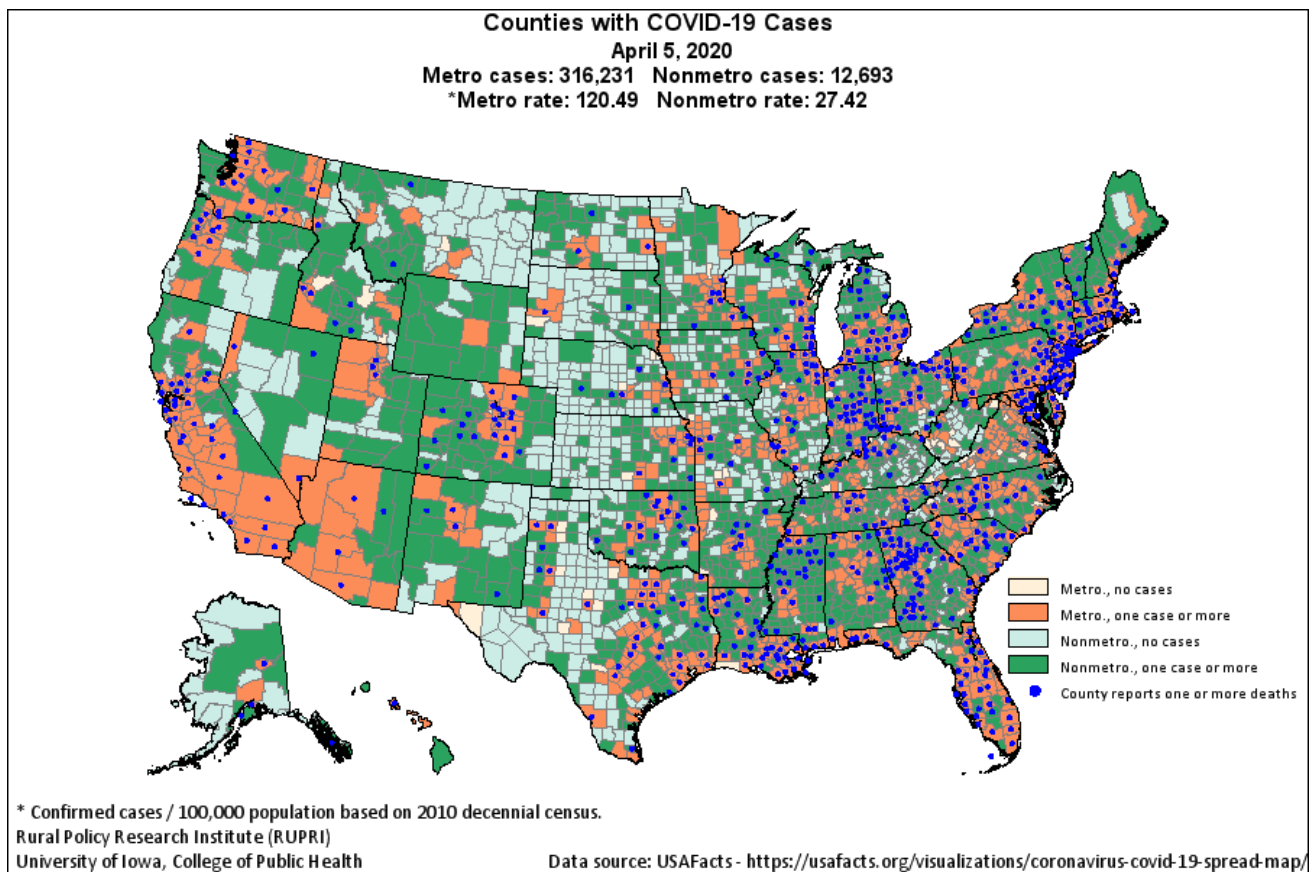 Counties with COVID-19 Cases
April 5, 2020
Metro cases: 316,231 Nonmetro cases: 12,693
*Metro rate: 120.49 Nonmetro rate: 27.42
Metro., no cases
Metro., one case or more
Nonmetro., no cases
Nonmetro., one case or more
County reports one or more deaths
* Confirmed cases / 100,000 population based on 2010 decennial census.
Rural Policy Research Institute (RUPRI)
University of Iowa, College of Public Health
Data source: USAFacts - https://usafacts.org/visualizations/coronavirus-covid-19-spread-map/